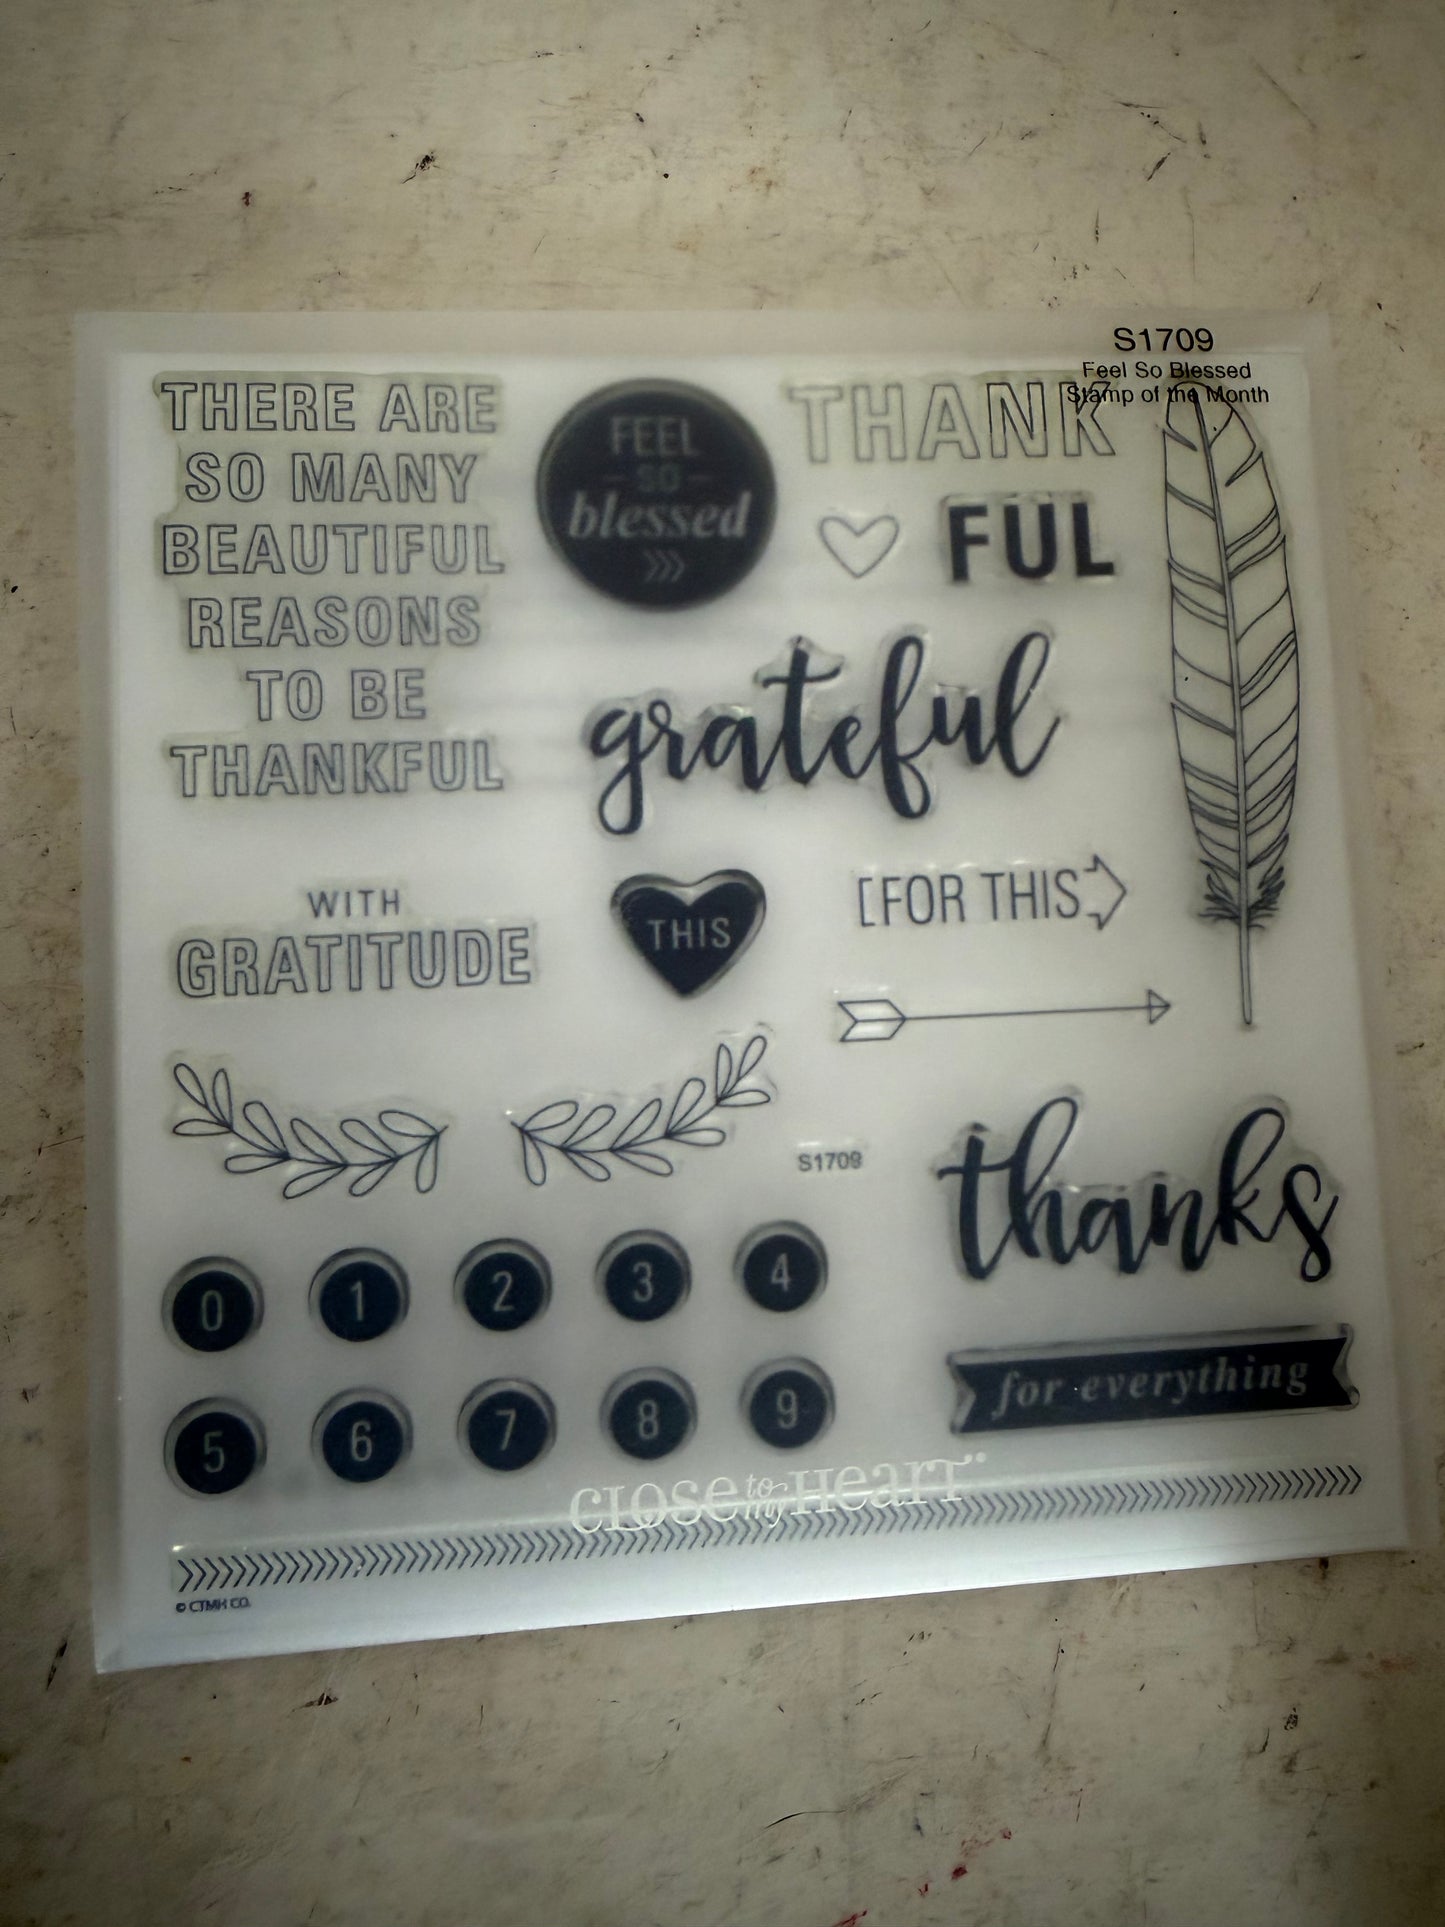 S1709
Feel So Blessed
Stamp of the Month
THERE ARE
SO MANY
BEAUTIFUL
REASONS
TO BE
THANKFUL
FEEL
SO
blessed
THANK
FUL
grateful
WITH
GRATITUDE
THIS
[FOR THIS
S1709
thanks
0 1 2 3 4
5 6 7 8 9
for everything
CLOSE to my HEART
© CTMH CO.